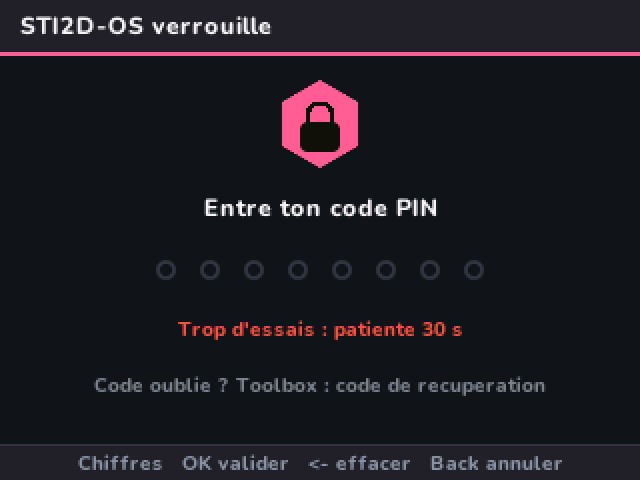 STI2D-OS verrouille
Entre ton code PIN
Trop d'essais : patiente 30 s
Code oublie ? Toolbox : code de recuperation
Chiffres OK valider <- effacer Back annuler